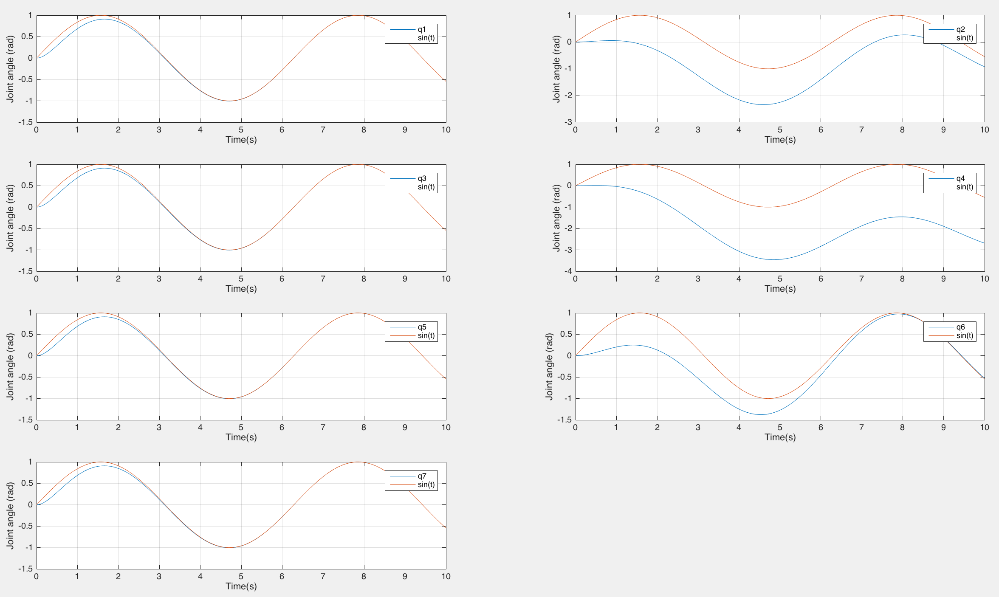 Joint angle (rad)
1
0.5
0
-0.5
-1
-1.5
q1
sin(t)
0 1 2 3 4 5 6 7 8 9 10
Time(s)
Joint angle (rad)
1
0
-1
-2
-3
q2
sin(t)
0 1 2 3 4 5 6 7 8 9 10
Time(s)
Joint angle (rad)
1
0.5
0
-0.5
-1
-1.5
q3
sin(t)
0 1 2 3 4 5 6 7 8 9 10
Time(s)
Joint angle (rad)
1
0
-1
-2
-3
-4
q4
sin(t)
0 1 2 3 4 5 6 7 8 9 10
Time(s)
Joint angle (rad)
1
0.5
0
-0.5
-1
-1.5
q5
sin(t)
0 1 2 3 4 5 6 7 8 9 10
Time(s)
Joint angle (rad)
1
0.5
0
-0.5
-1
-1.5
q6
sin(t)
0 1 2 3 4 5 6 7 8 9 10
Time(s)
Joint angle (rad)
1
0.5
0
-0.5
-1
-1.5
q7
sin(t)
0 1 2 3 4 5 6 7 8 9 10
Time(s)